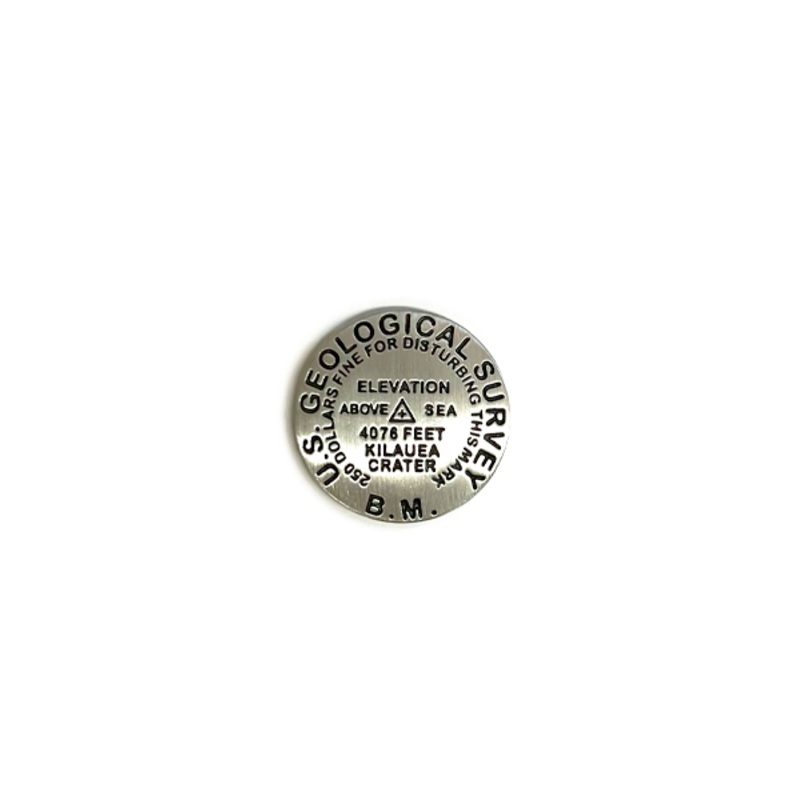 U.S. GEOLOGICAL SURVEY
250 DOLLARS FINE FOR DISTURBING THIS MARK
ELEVATION
ABOVE SEA
4076 FEET
KILAUEA
CRATER
B.M.